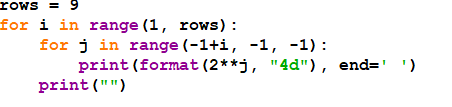 rows = 9
for i in range(1, rows):
    for j in range(-1+i, -1, -1):
        print(format(2**j, "4d"), end=' ')
    print("")